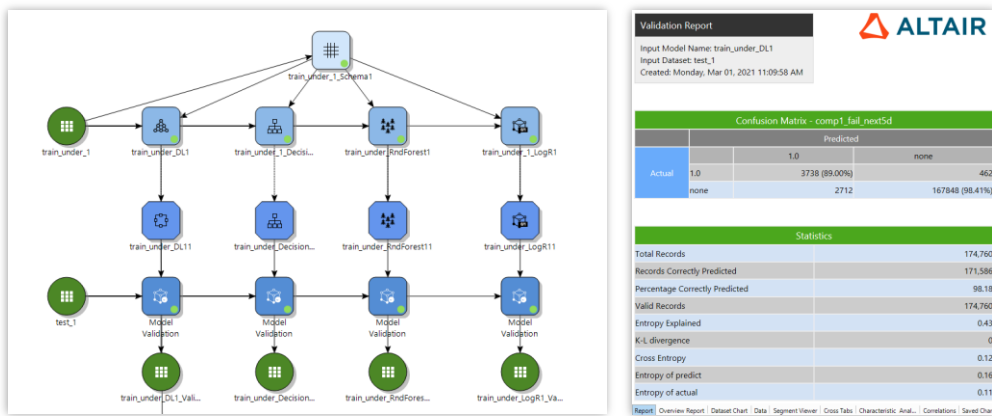 train_under_1_Schema1
train_under_1
train_under_DL1
train_under_1_Decisi...
train_under_RndForest1
train_under_1_LogR1
train_under_DL11
train_under_Decision...
train_under_RndForest11
train_under_LogR11
test_1
Model Validation
Model Validation
Model Validation
Model Validation
train_under_DL1_Vali...
train_under_Decision...
train_under_RndFores...
train_under_LogR1_Va...
Validation Report
ALTAIR
Input Model Name: train_under_DL1
Input Dataset: test_1
Created: Monday, Mar 01, 2021 11:09:58 AM
Confusion Matrix - comp1_fail_next5d
Predicted
1.0 none
Actual 1.0 3738 (89.00%) 462
none 2712 167848 (98.41%)
Statistics
Total Records 174,760
Records Correctly Predicted 171,586
Percentage Correctly Predicted 98.18
Valid Records 174,760
Entropy Explained 0.43
K-L divergence 0
Cross Entropy 0.12
Entropy of predict 0.16
Entropy of actual 0.11
Report Overview Report Dataset Chart Data Segment Viewer Cross Tabs Characteristic Anal... Correlations Saved Cha